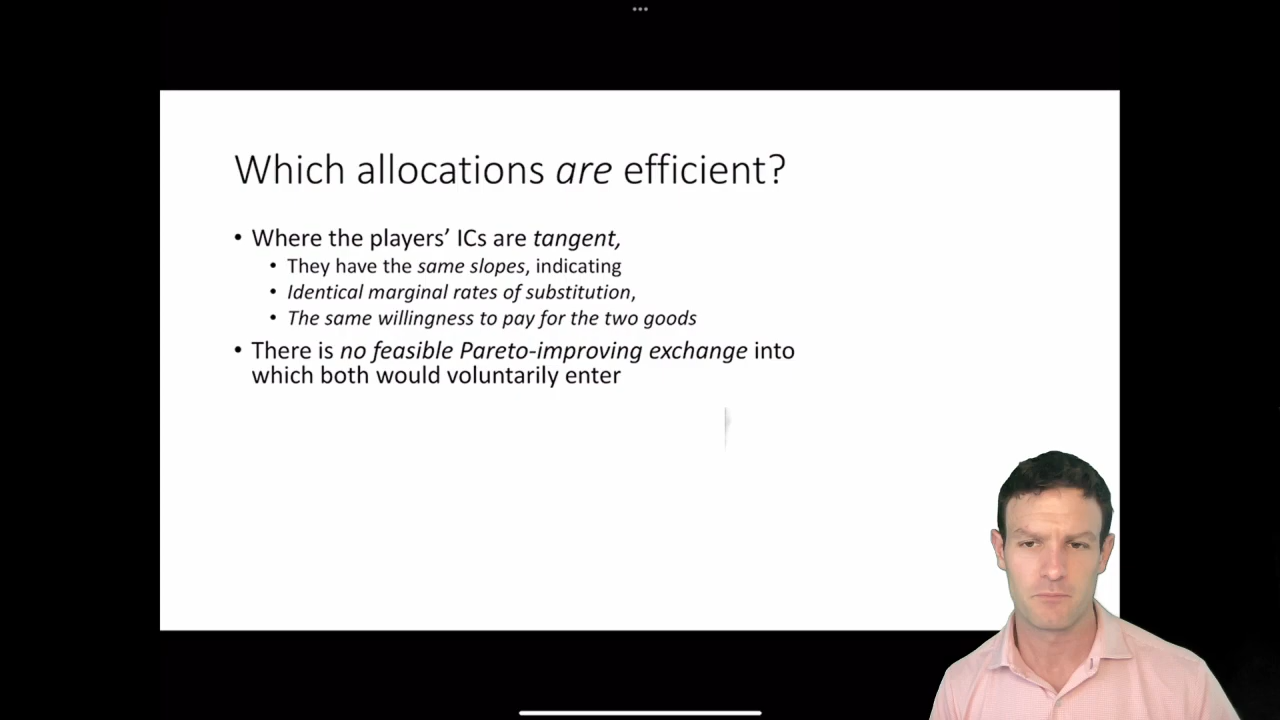 Which allocations are efficient?
• Where the players’ ICs are tangent,
• They have the same slopes, indicating
• Identical marginal rates of substitution,
• The same willingness to pay for the two goods
• There is no feasible Pareto-improving exchange into
which both would voluntarily enter